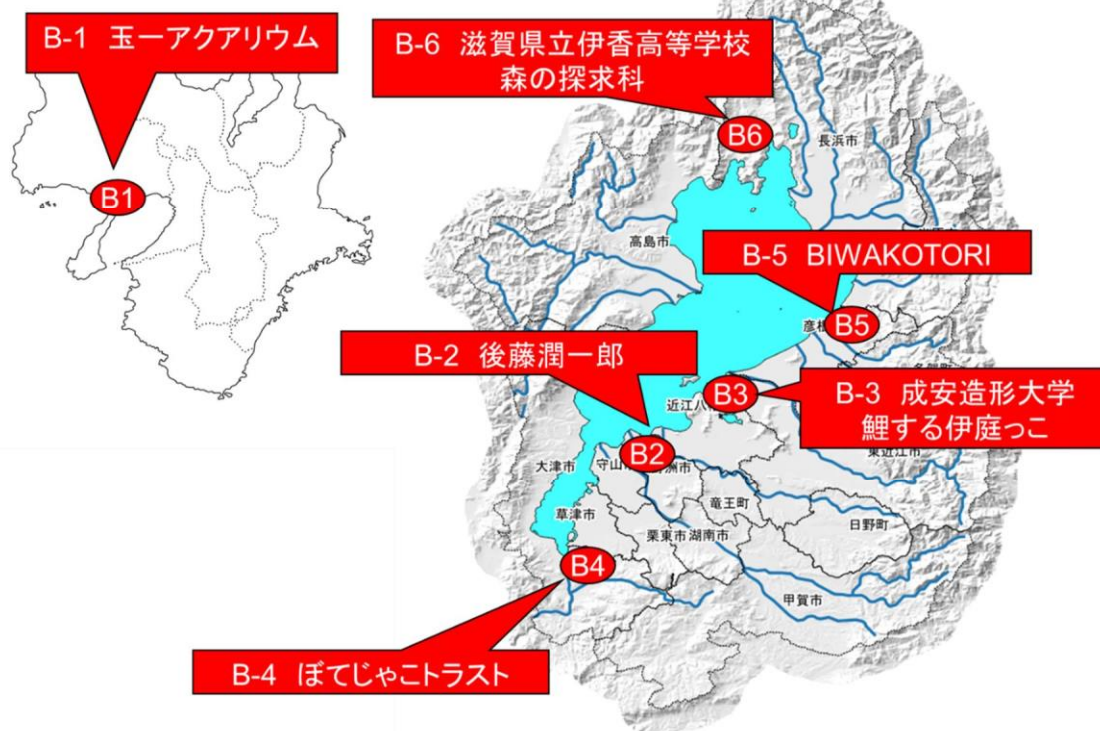 B-1 玉一アクアリウム
B-6 滋賀県立伊香高等学校
森の探求科
B1
B6
長浜市
高島市
B-5 BIWAKOTORI
B5
B-2 後藤潤一郎
B3
近江八
B-3 成安造形大学
鯉する伊庭っこ
B2
大津市
守山
洲市
東近江市
竜王町
草津市
日野町
栗東市
湖南市
B4
甲賀市
B-4 ぼてじゃこトラスト